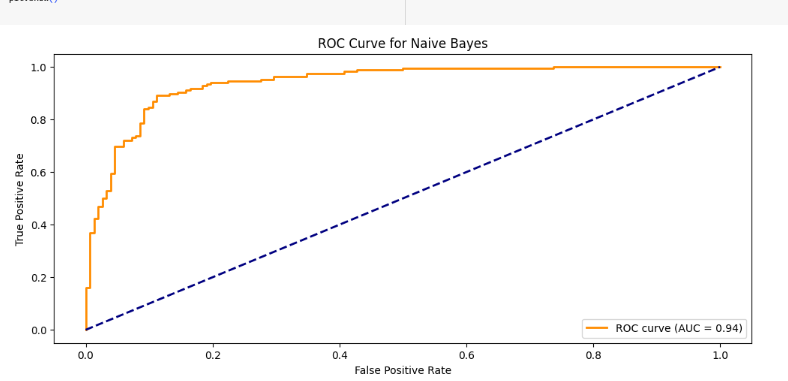 ROC Curve for Naive Bayes
1.0
0.8
0.6
0.4
0.2
0.0
True Positive Rate
ROC curve (AUC = 0.94)
0.0 0.2 0.4 0.6 0.8 1.0
False Positive Rate